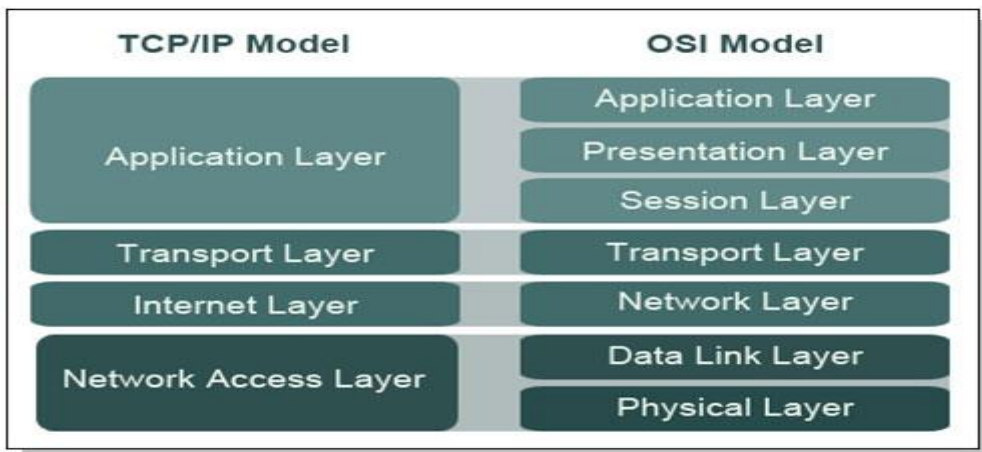 TCP/IP Model
Application Layer
Transport Layer
Internet Layer
Network Access Layer
OSI Model
Application Layer
Presentation Layer
Session Layer
Transport Layer
Network Layer
Data Link Layer
Physical Layer